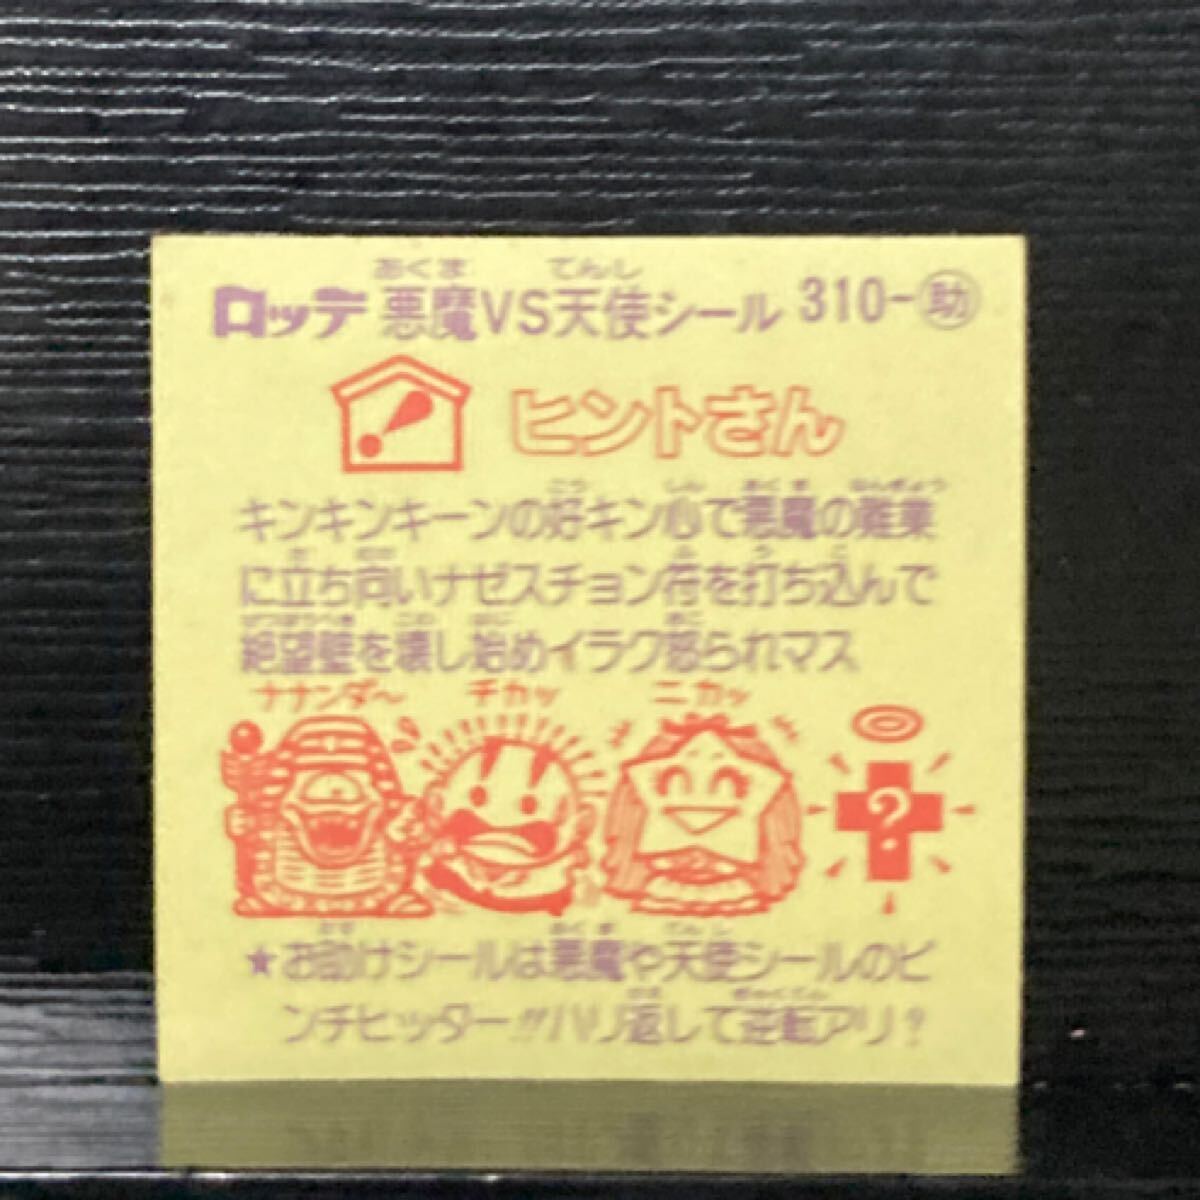 ロッテ 悪魔VS天使シール 310-助
あくま てんし
ヒントさん
キンキンキーンの好キン心で悪魔の難業
に立ち向いナゼスチョン符を打ち込んで
絶望壁を壊し始めイラク怒られマス
ナナンダ〜 チカッ ニカッ
?
★お助けシールは悪魔や天使シールのピ
ンチヒッター!!ハリ返して逆転アリ?